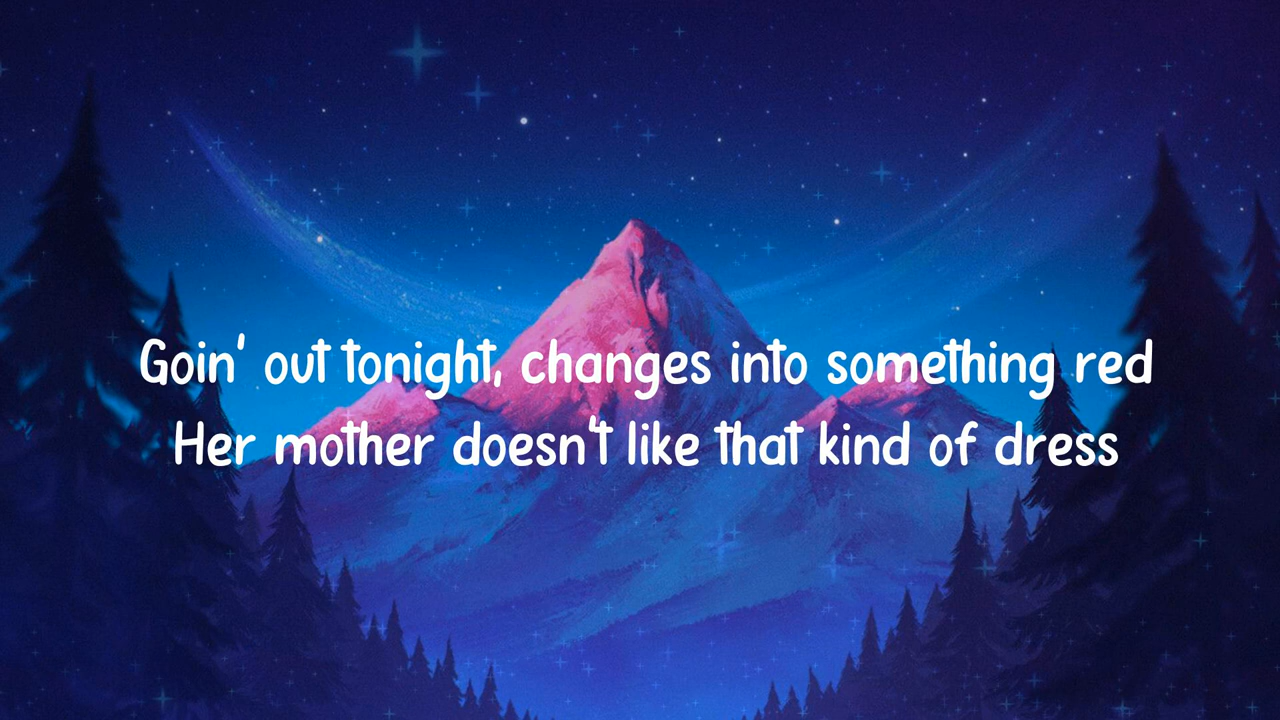 Goin' out tonight, changes into something red
Her mother doesn't like that kind of dress